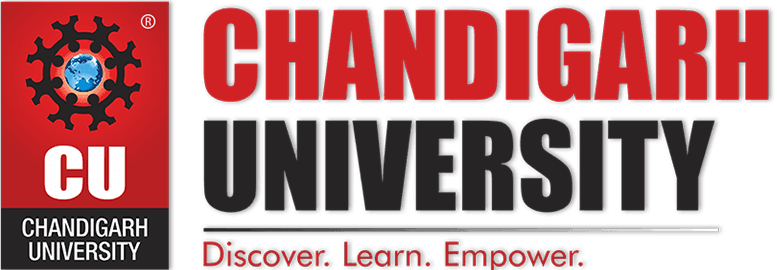 ®
CU
CHANDIGARH
UNIVERSITY
CHANDIGARH
UNIVERSITY
Discover. Learn. Empower.